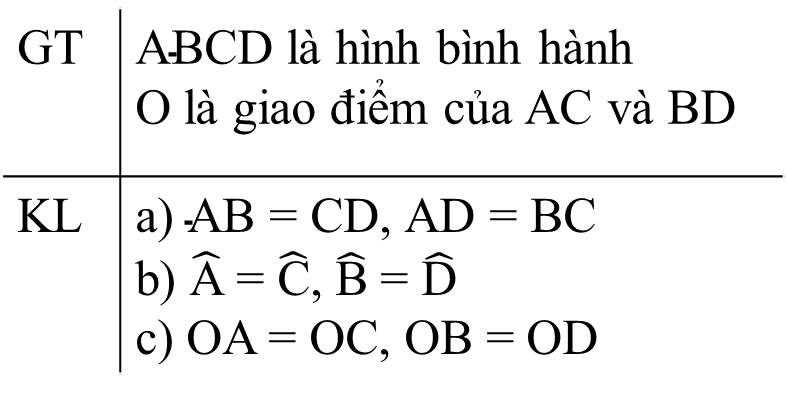 GT ABCD là hình bình hành
O là giao điểm của AC và BD
KL a) AB = CD, AD = BC
b) Â = Ĉ, B̂ = D̂
c) OA = OC, OB = OD